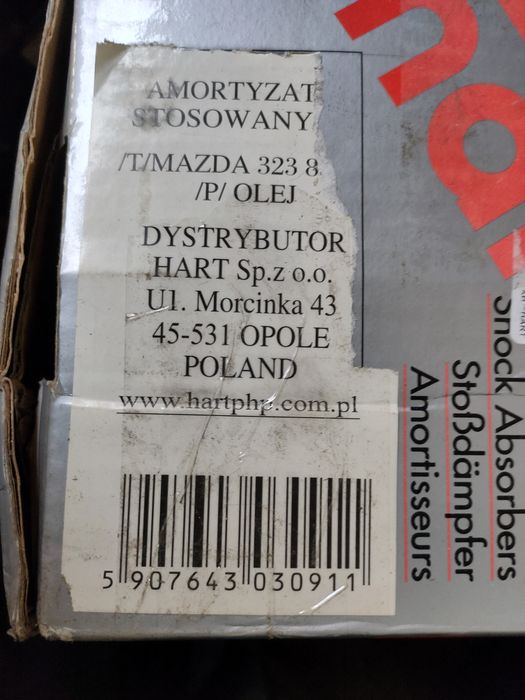 AMORTYZAT
STOSOWANY
/T/MAZDA 323 8
/P/ OLEJ
DYSTRYBUTOR
HART Sp.z o.o.
Ul. Morcinka 43
45-531 OPOLE
POLAND
www.hartphp.com.pl
5 907643 030911
Shock Absorbers
Stoßdämpfer
Amortisseurs